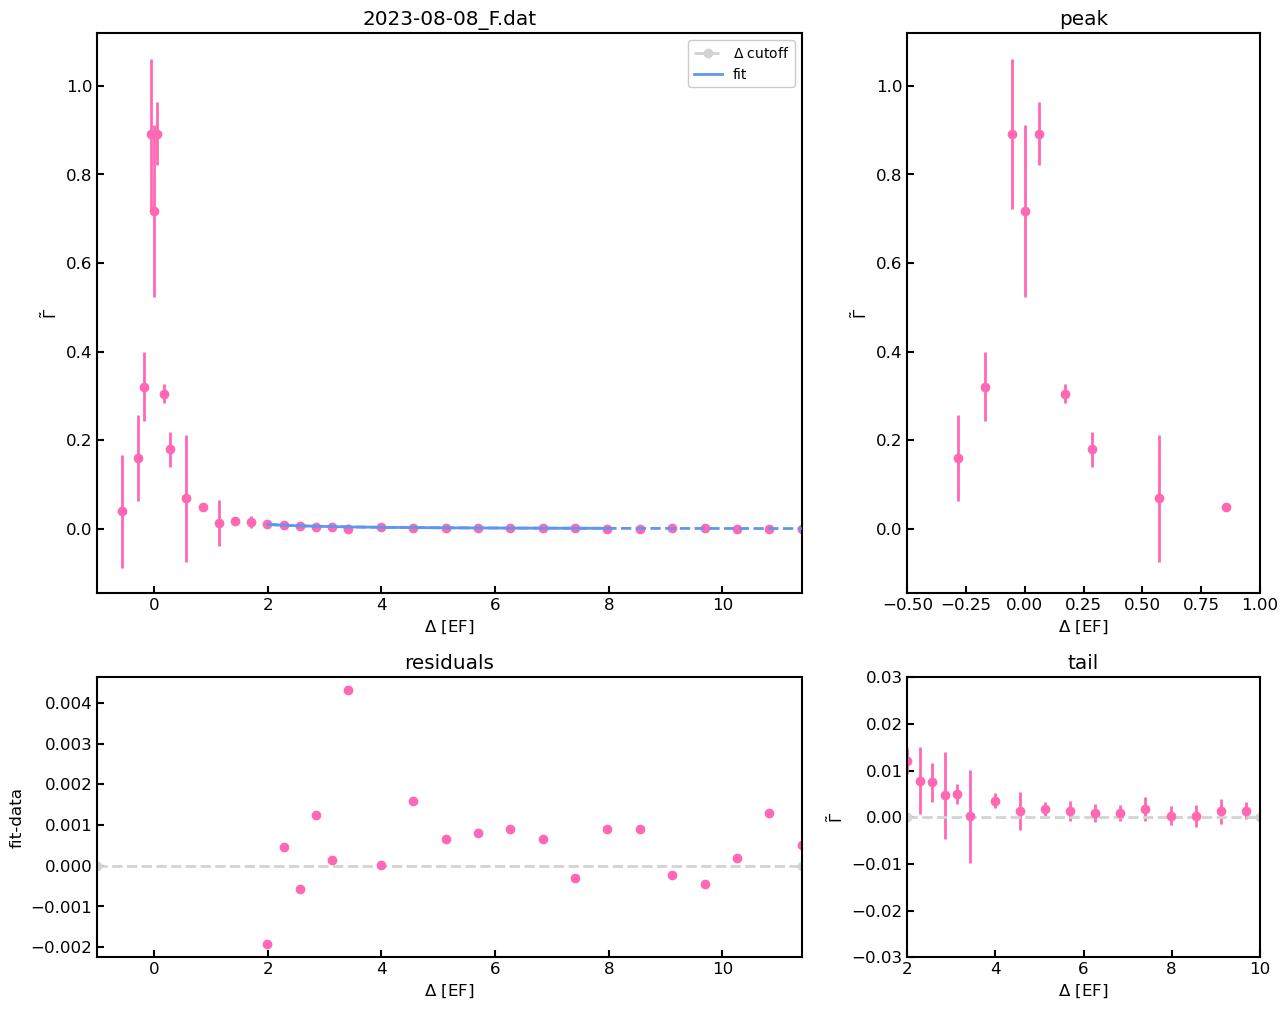 2023-08-08_F.dat
Γ̃
1.0
0.8
0.6
0.4
0.2
0.0
Δ cutoff
fit
0 2 4 6 8 10
Δ [EF]
peak
Γ̃
1.0
0.8
0.6
0.4
0.2
0.0
−0.50 −0.25 0.00 0.25 0.50 0.75 1.00
Δ [EF]
residuals
fit-data
0.004
0.003
0.002
0.001
0.000
−0.001
−0.002
0 2 4 6 8 10
Δ [EF]
tail
Γ̃
0.03
0.02
0.01
0.00
−0.01
−0.02
−0.03
2 4 6 8 10
Δ [EF]